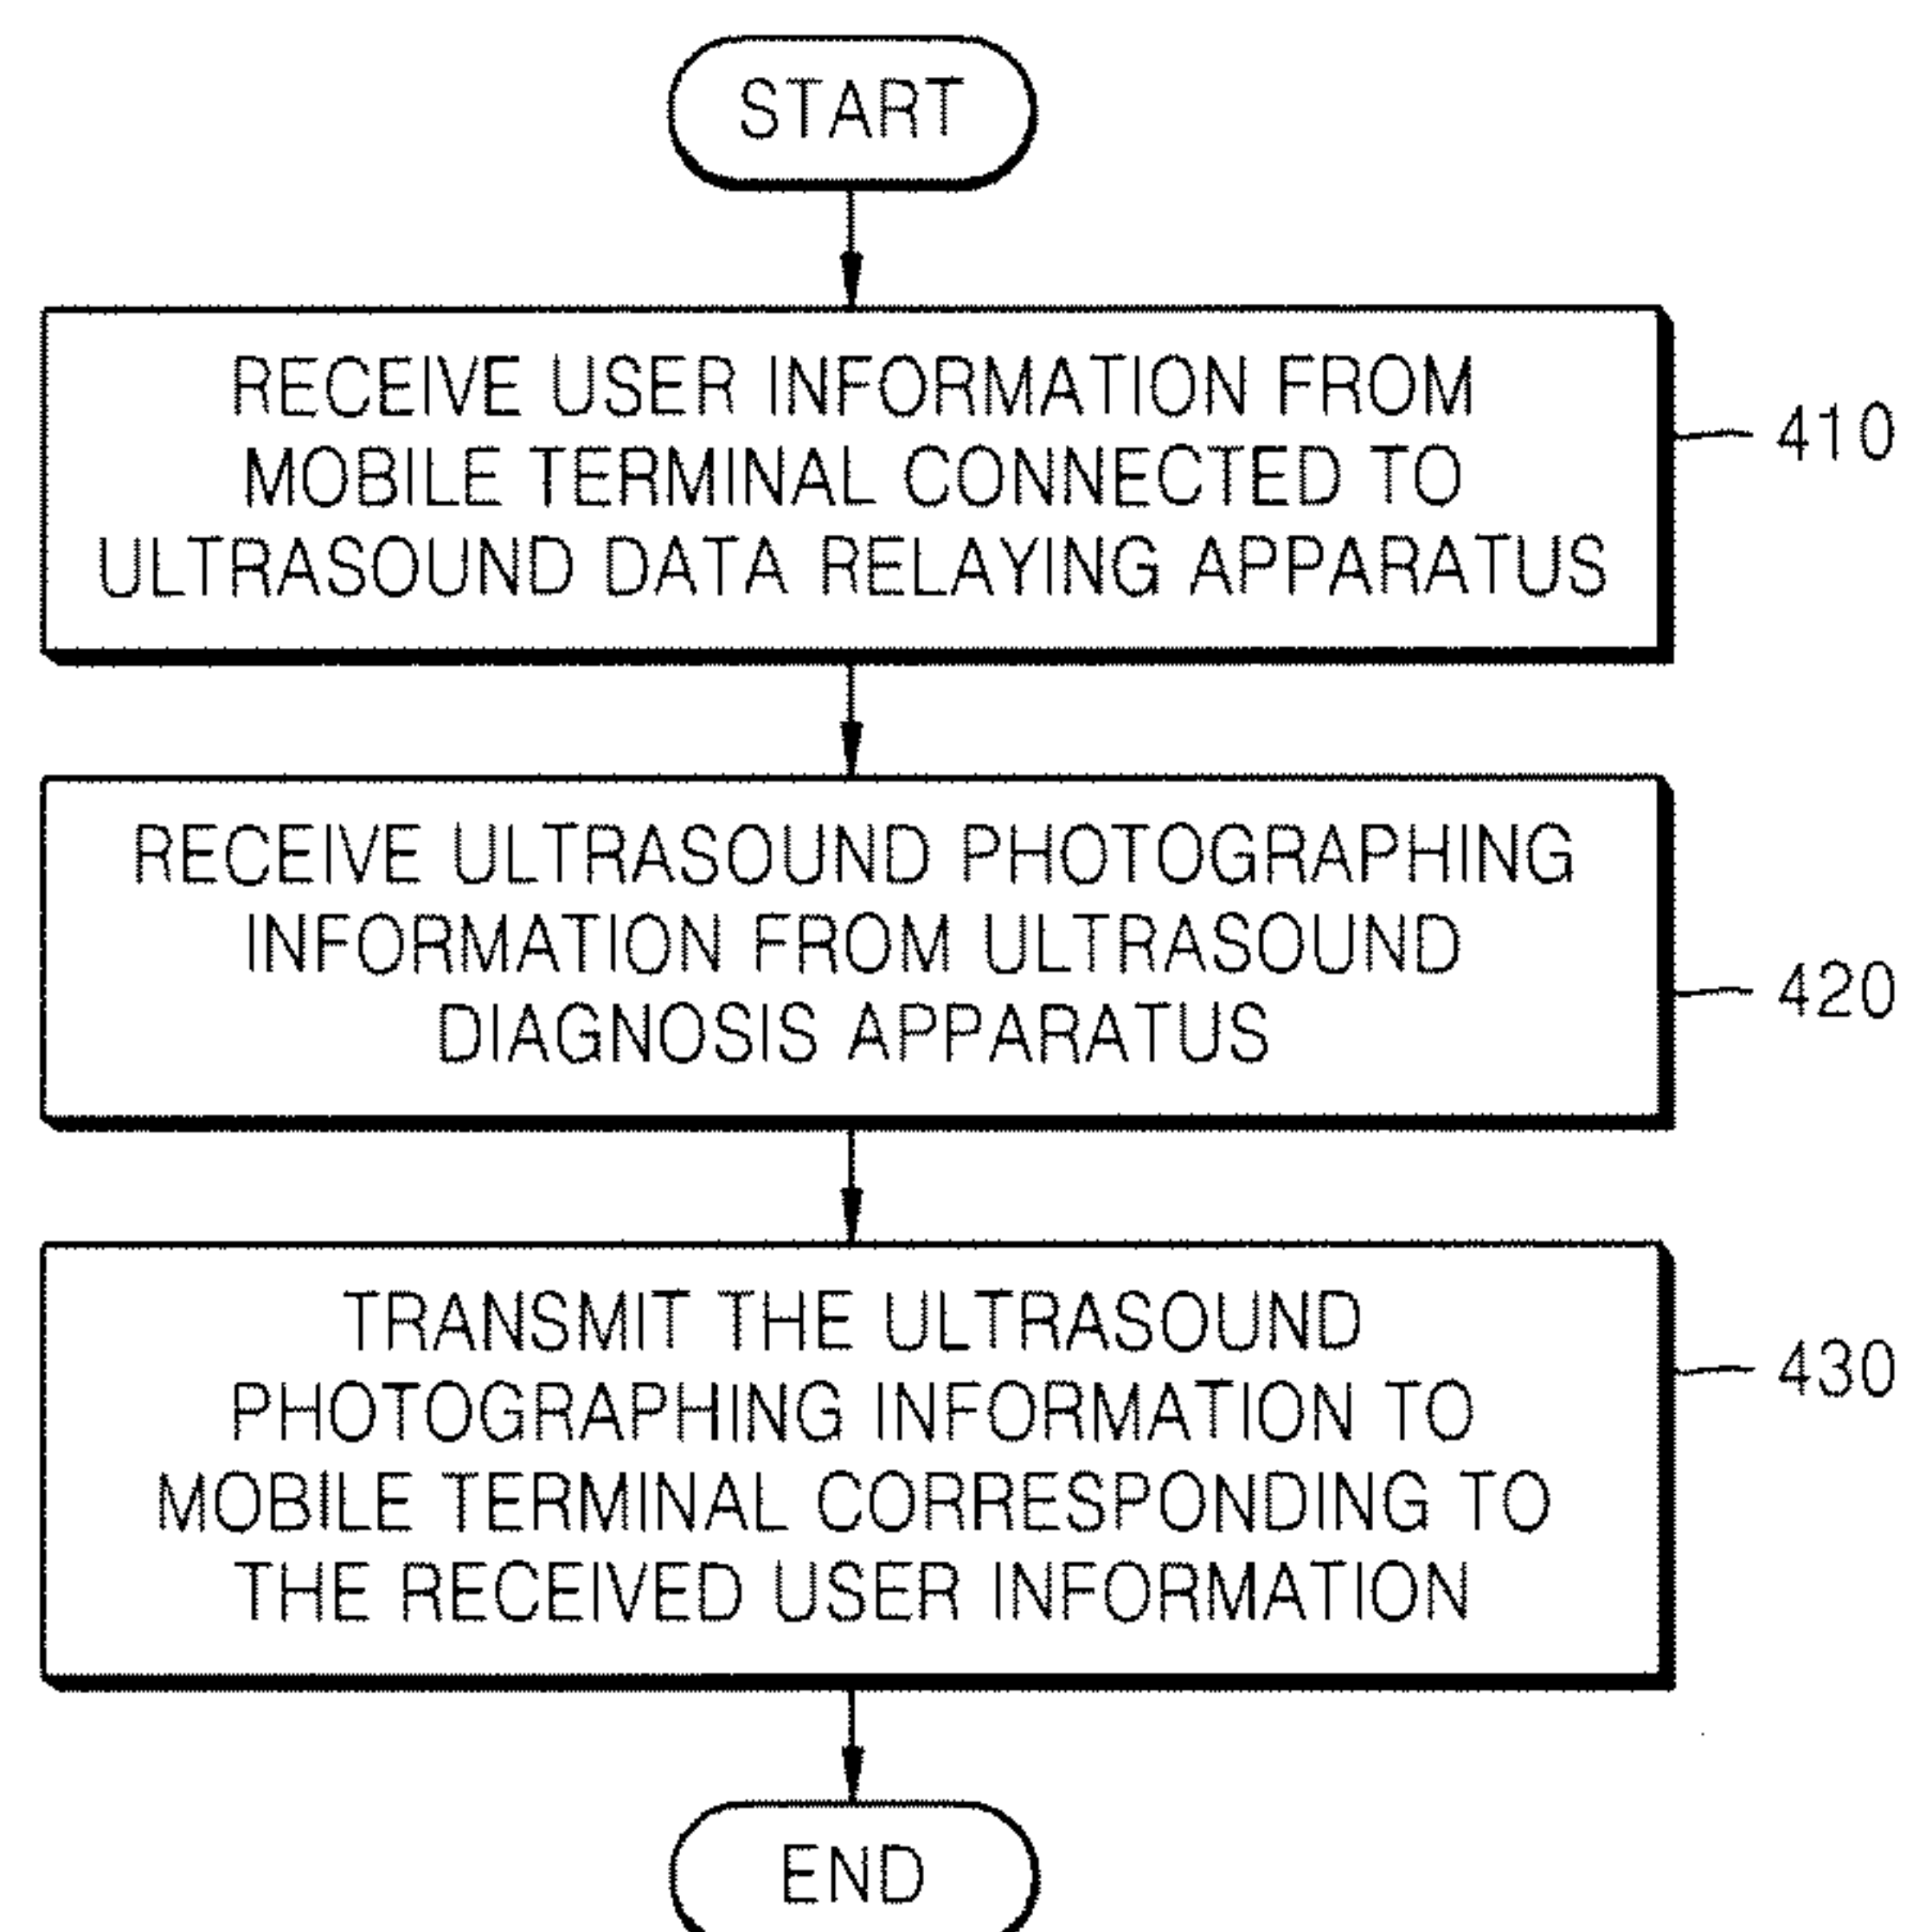 START
RECEIVE USER INFORMATION FROM
MOBILE TERMINAL CONNECTED TO
ULTRASOUND DATA RELAYING APPARATUS
410
RECEIVE ULTRASOUND PHOTOGRAPHING
INFORMATION FROM ULTRASOUND
DIAGNOSIS APPARATUS
420
TRANSMIT THE ULTRASOUND
PHOTOGRAPHING INFORMATION TO
MOBILE TERMINAL CORRESPONDING TO
THE RECEIVED USER INFORMATION
430
END